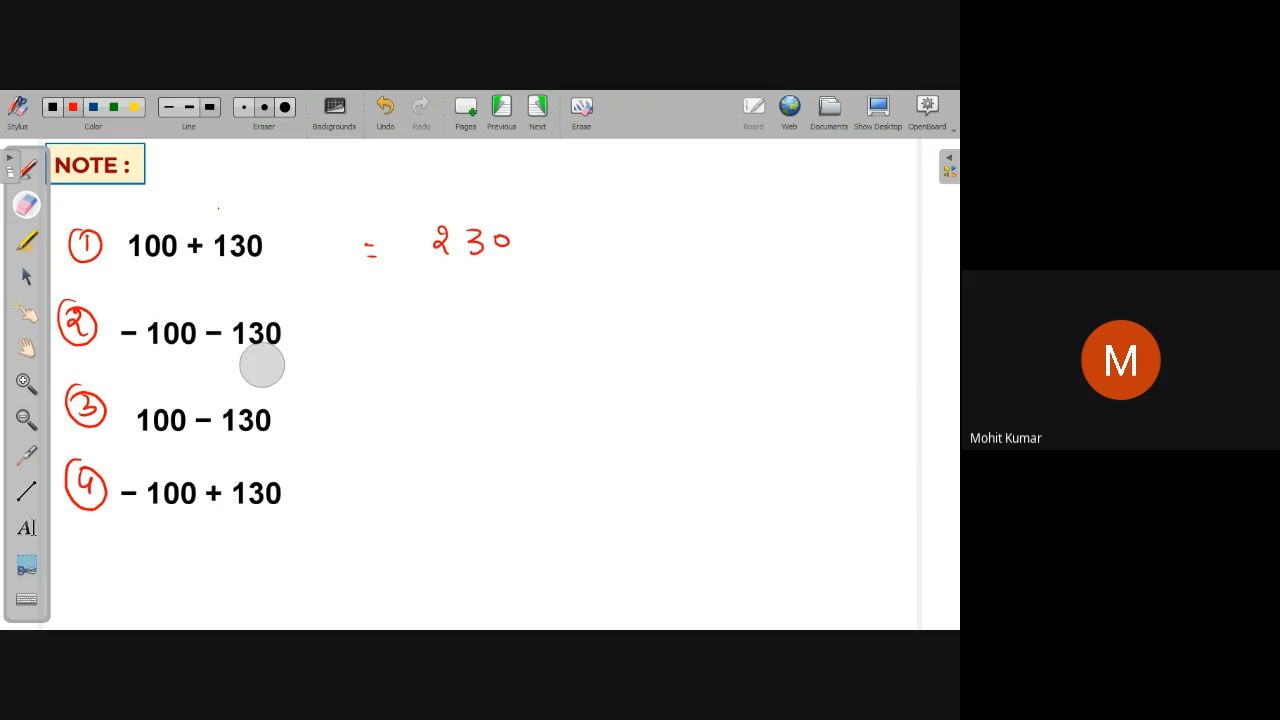 Stylus Color Line Eraser Backgrounds Undo Redo Pages Previous Next Erase Board Web Documents Show Desktop OpenBoard
NOTE :
① 100 + 130 = 230
② − 100 − 130
③ 100 − 130
④ − 100 + 130
A
M
Mohit Kumar